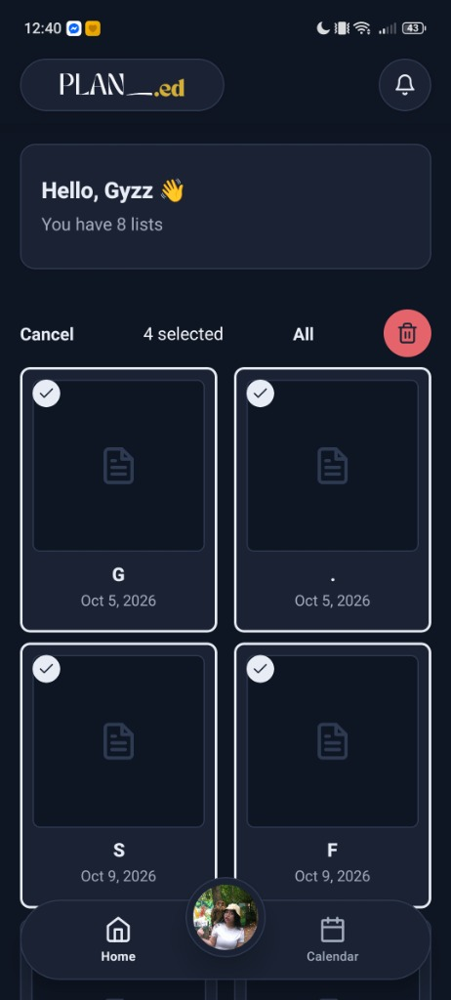 12:40
43
PLAN__.ed
Hello, Gyzz 👋
You have 8 lists
Cancel 4 selected All
G .
Oct 5, 2026 Oct 5, 2026
S F
Oct 9, 2026 Oct 9, 2026
Home Calendar